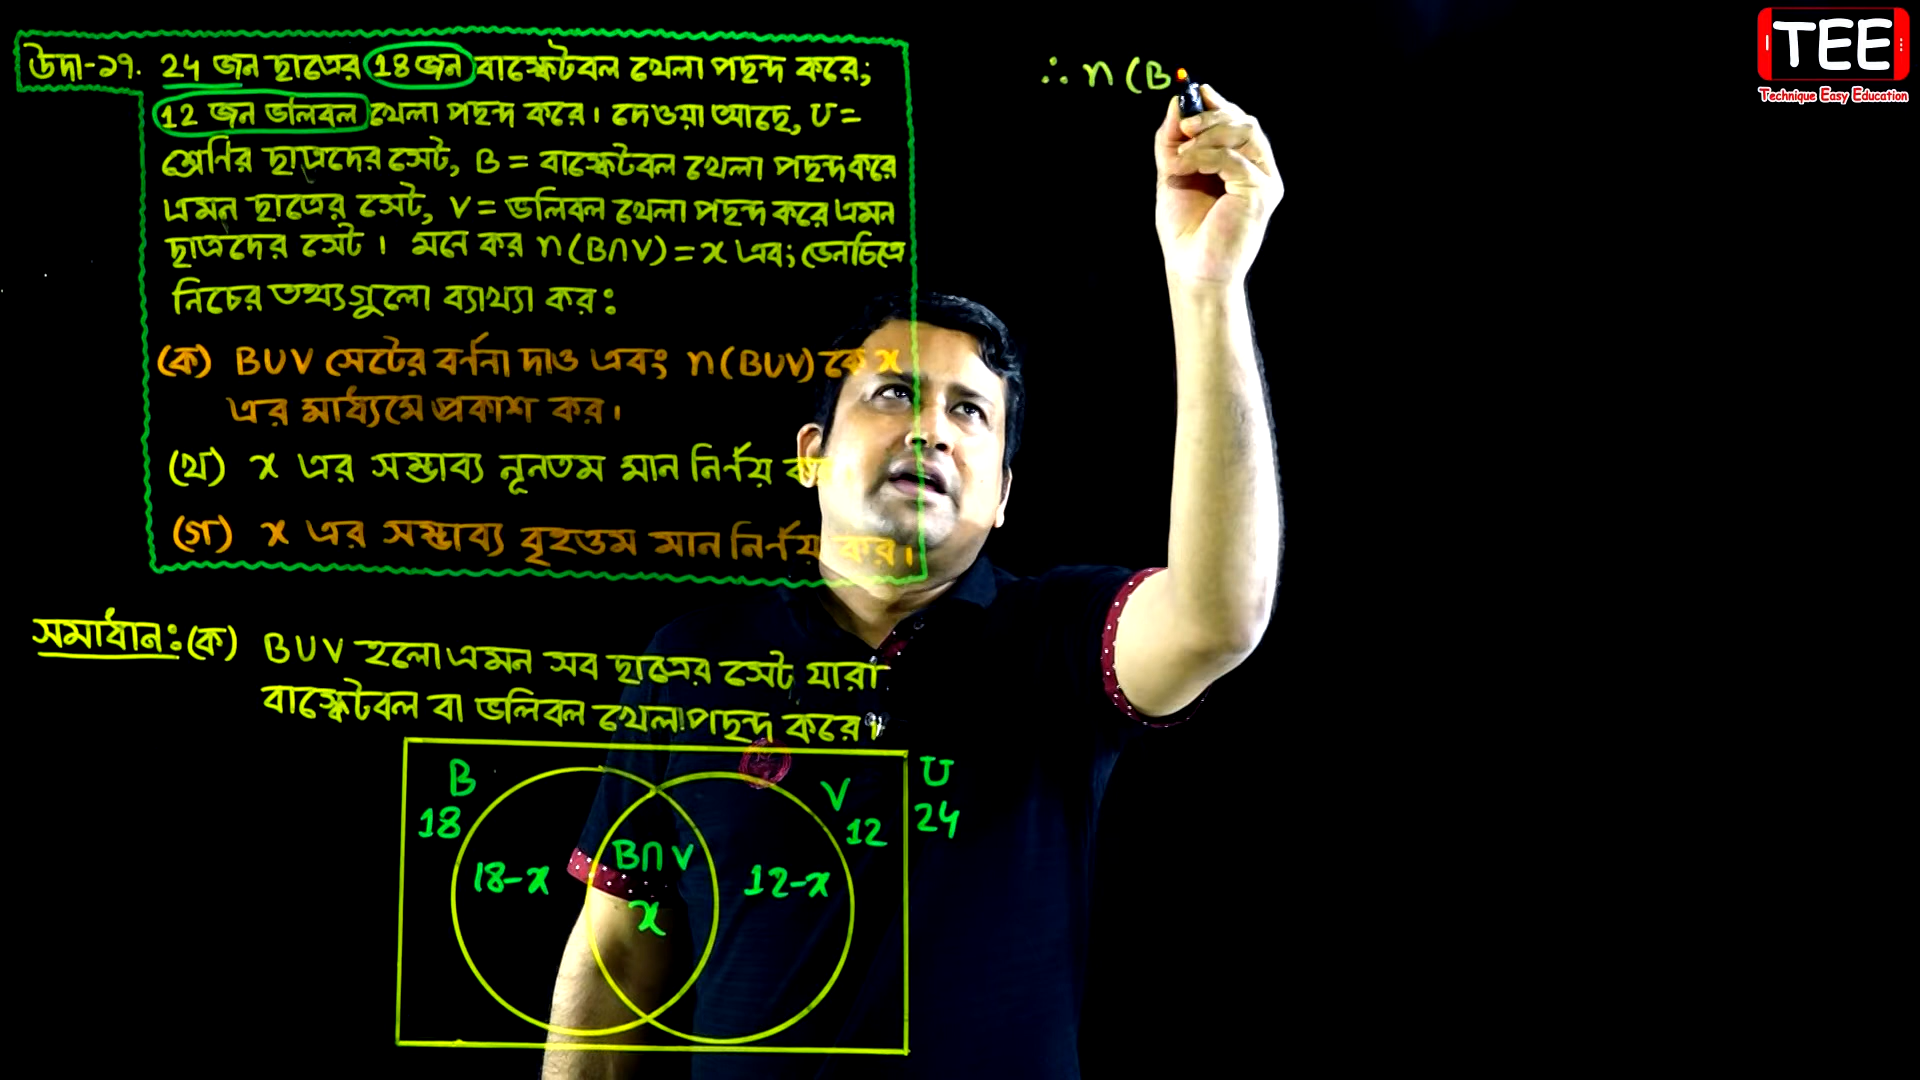 উদা-১৭. 24 জন ছাত্রের 18 জন বাস্কেটবল খেলা পছন্দ করে;
12 জন ভলিবল খেলা পছন্দ করে। দেওয়া আছে, U =
শ্রেণির ছাত্রদের সেট, B = বাস্কেটবল খেলা পছন্দ করে
এমন ছাত্রের সেট, V = ভলিবল খেলা পছন্দ করে এমন
ছাত্রদের সেট। মনে কর n(B∩V) = x এবং ভেনচিত্রে
নিচের তথ্যগুলো ব্যাখ্যা কর:
(ক) B∪V সেটের বর্ণনা দাও এবং n(B∪V) কে x
এর মাধ্যমে প্রকাশ কর।
(খ) x এর সম্ভাব্য নূনতম মান নির্ণয়
(গ) x এর সম্ভাব্য বৃহত্তম মান নির্ণয় কর।
সমাধান: (ক) B∪V হলো এমন সব ছাত্রের সেট যারা
বাস্কেটবল বা ভলিবল খেলা পছন্দ করে।
B
18
V
12
U
24
18-x
B∩V
x
12-x
∴ n(B
TEE
Technique Easy Education